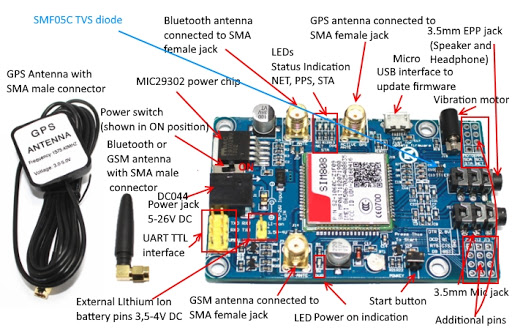 SMF05C TVS diode
Bluetooth antenna
connected to SMA
female jack
GPS antenna connected to
SMA female jack
3.5mm EPP jack
(Speaker and
Headphone)
LEDs
Status Indication
NET, PPS, STA
Micro
USB interface to
update firmware
Vibration motor
GPS Antenna with
SMA male connector
MIC29302 power chip
Power switch
(shown in ON position)
Bluetooth or
GSM antenna
with SMA male
connector
DC044
Power jack
5-26V DC
UART TTL
interface
External Lithium Ion
battery pins 3,5-4V DC
GSM antenna connected to
SMA female jack
LED Power on indication
Start button
3.5mm Mic jack
Additional pins
GPS
ANTENNA
SIM808